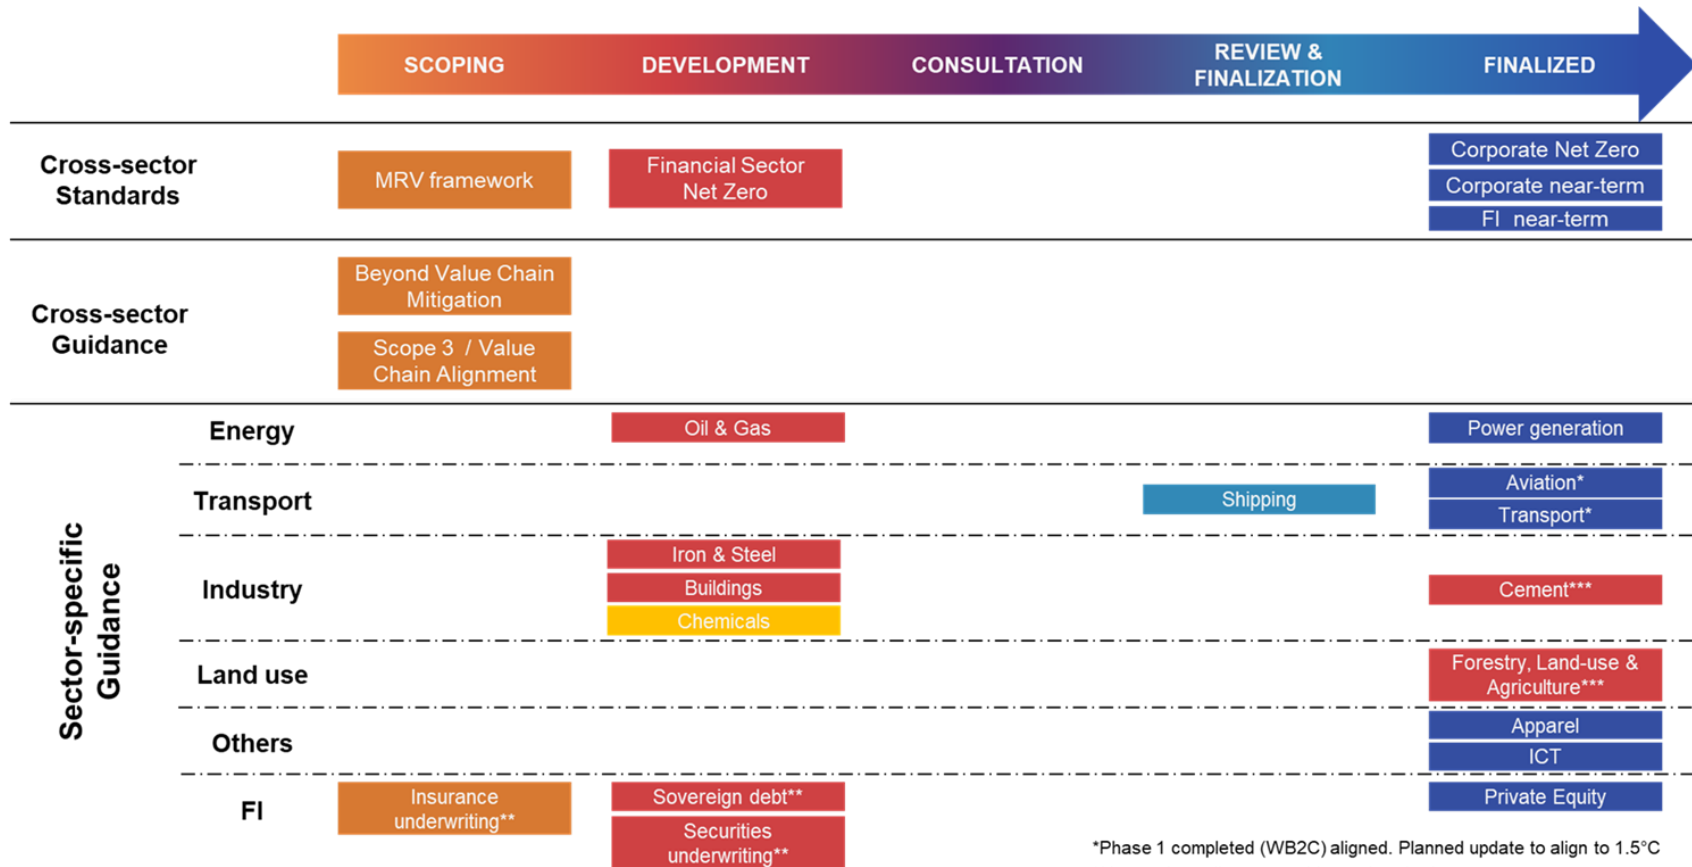 SCOPING
DEVELOPMENT
CONSULTATION
REVIEW &
FINALIZATION
FINALIZED
Cross-sector
Standards
MRV framework
Financial Sector
Net Zero
Corporate Net Zero
Corporate near-term
FI near-term
Cross-sector
Guidance
Beyond Value Chain
Mitigation
Scope 3 / Value
Chain Alignment
Sector-specific
Guidance
Energy
Oil & Gas
Power generation
Transport
Shipping
Aviation*
Transport*
Industry
Iron & Steel
Buildings
Chemicals
Cement***
Land use
Forestry, Land-use &
Agriculture***
Others
Apparel
ICT
FI
Insurance
underwriting**
Sovereign debt**
Securities
underwriting**
Private Equity
*Phase 1 completed (WB2C) aligned. Planned update to align to 1.5°C